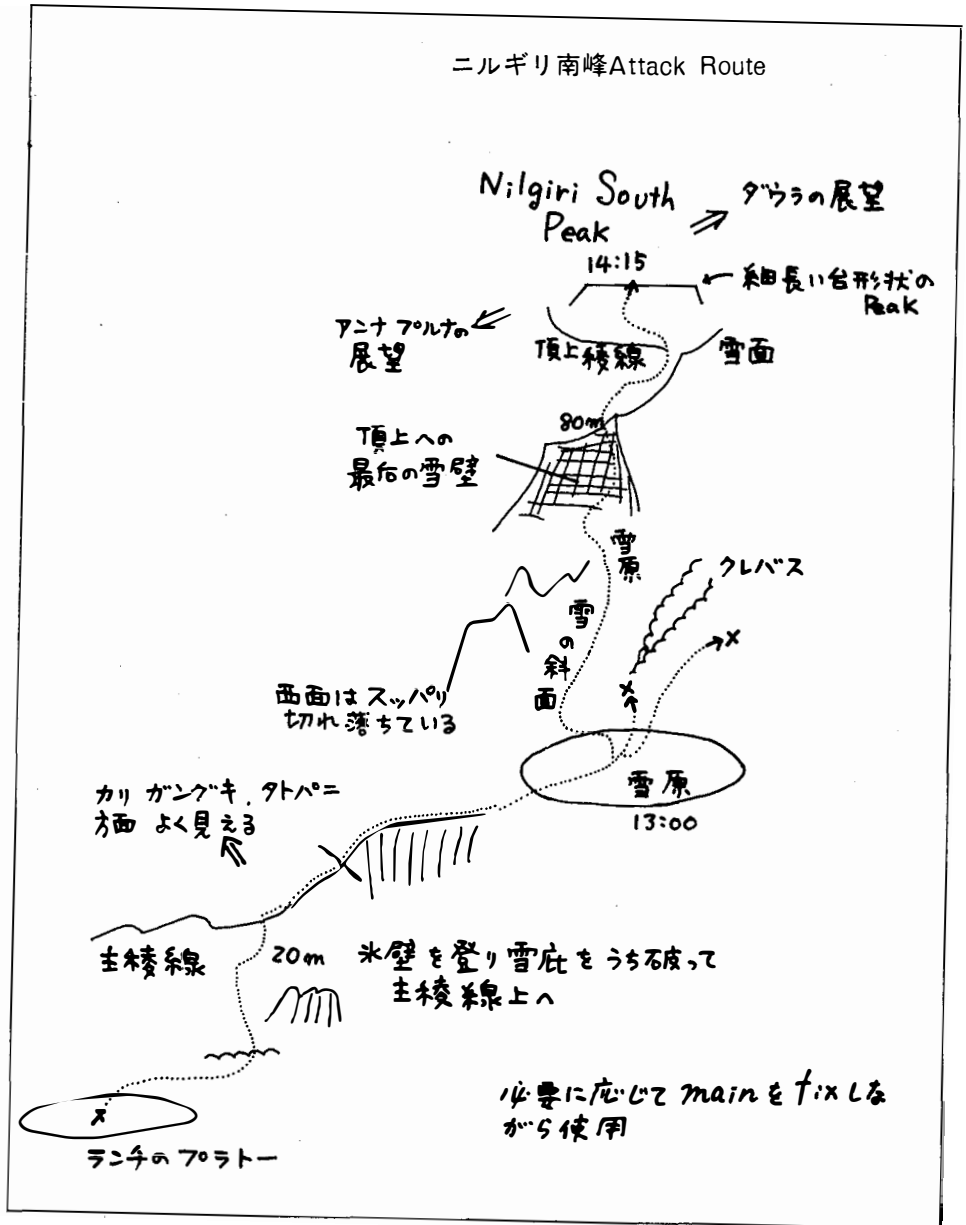 ニルギリ南峰Attack Route
Nilgiri South
Peak
14:15
ダウラの展望
細長い台形状の
Peak
アンナプルナの
展望
頂上稜線
雪面
80m
頂上への
最后の雪壁
雪原
クレバス
雪の斜面
x
x
西面はスッパリ
切れ落ちている
雪原
13:00
カリガングキ.タトパニ
方面よく見える
主稜線
20m
氷壁を登り雪庇をうち破って
主稜線上へ
x
ランチのプラトー
必要に応じてmainをfixしな
がら使用